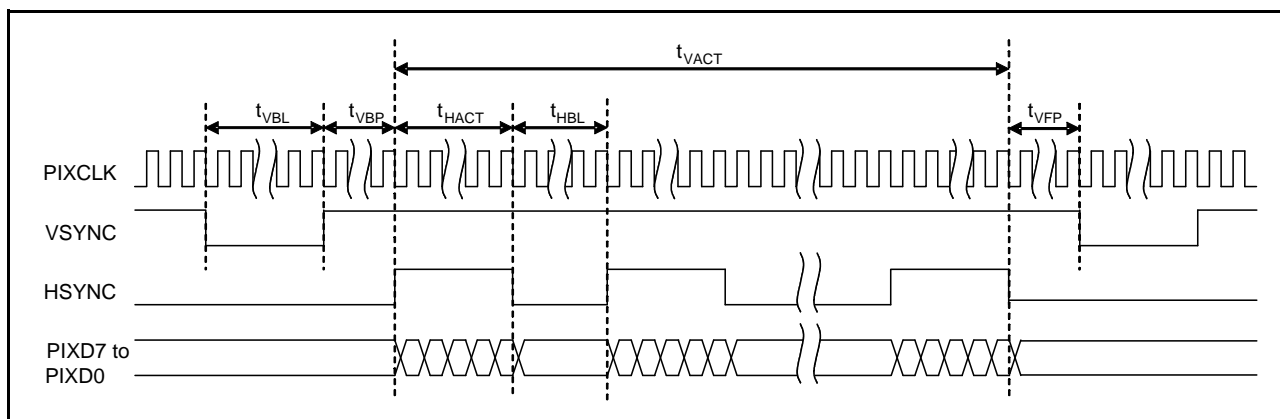 tVACT
tVBL tVBP tHACT tHBL tVFP
PIXCLK
VSYNC
HSYNC
PIXD7 to
PIXD0